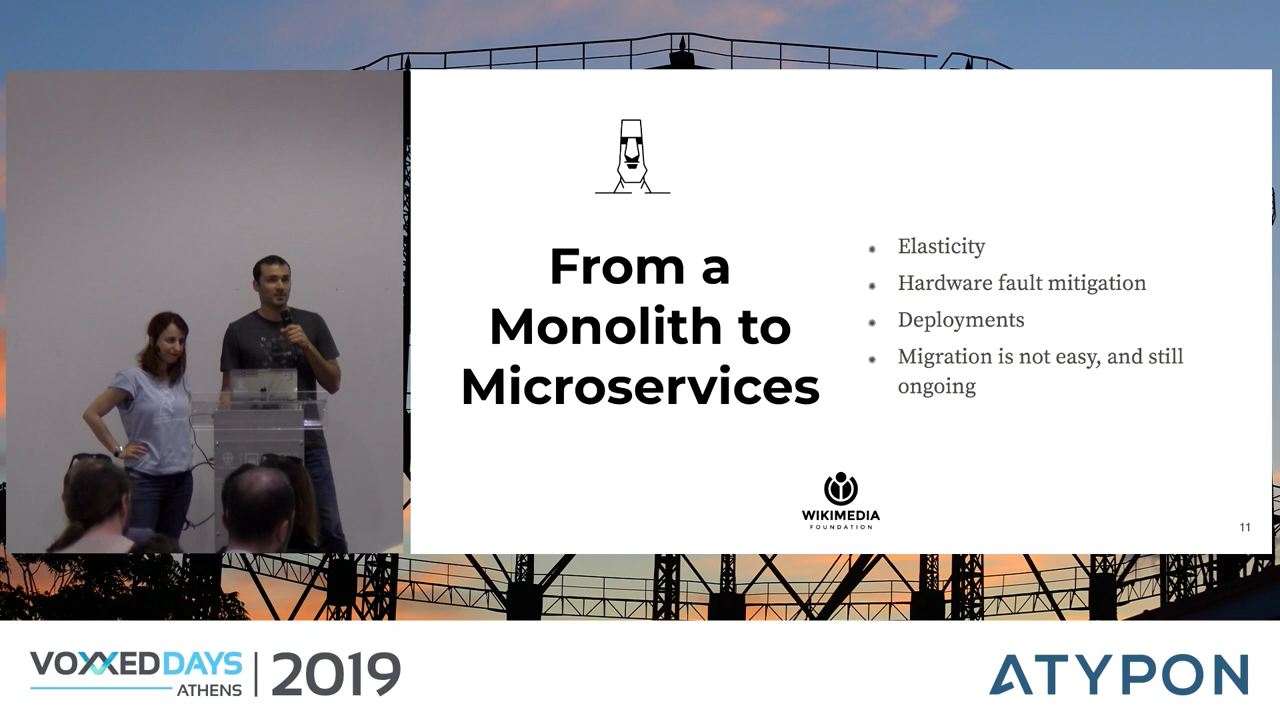 From a
Monolith to
Microservices
Elasticity
Hardware fault mitigation
Deployments
Migration is not easy, and still
ongoing
WIKIMEDIA
FOUNDATION
11
VOXXED DAYS
ATHENS
2019
ATYPON